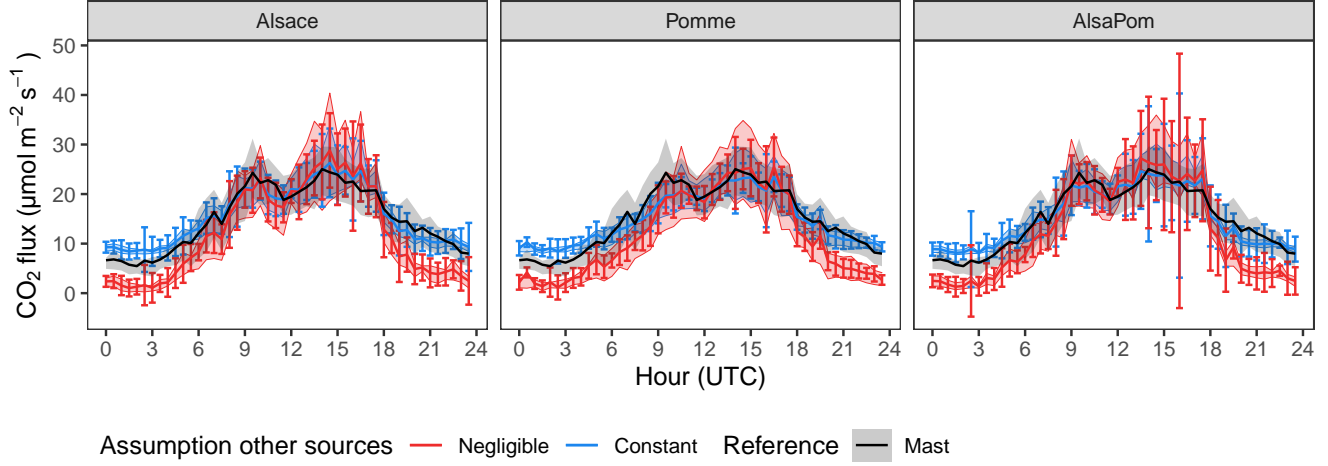 Alsace Pomme AlsaPom
CO₂ flux (µmol m⁻² s⁻¹ )
50
40
30
20
10
0
0 3 6 9 12 15 18 21 24 0 3 6 9 12 15 18 21 24 0 3 6 9 12 15 18 21 24
Hour (UTC)
Assumption other sources Negligible Constant Reference Mast